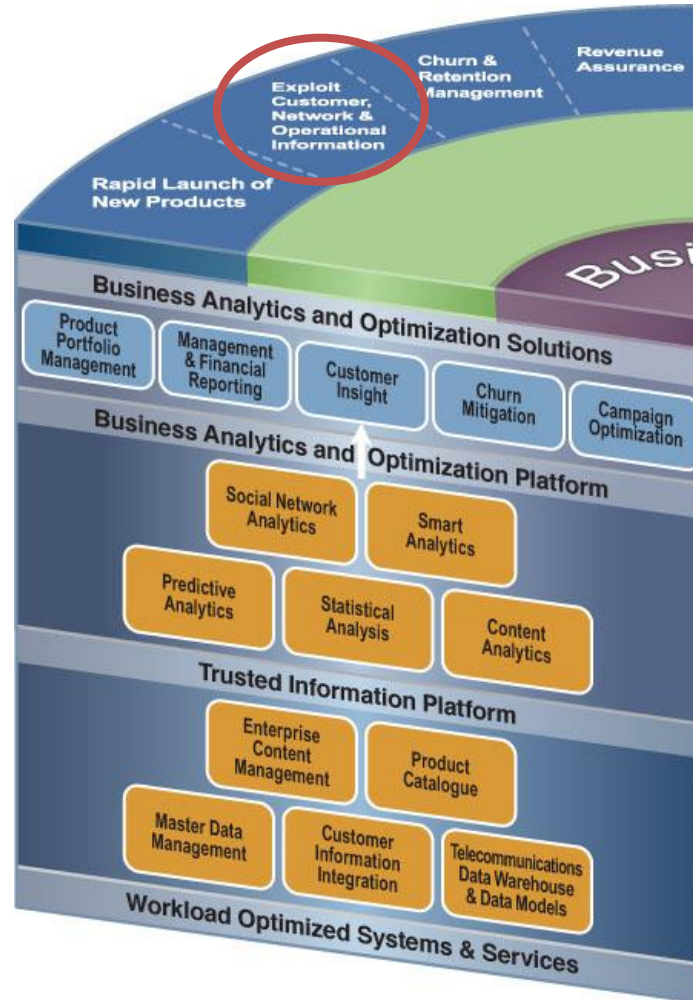 Revenue
Assurance
Churn &
Retention
Management
Exploit
Customer,
Network &
Operational
Information
Rapid Launch of
New Products
Busi
Business Analytics and Optimization Solutions
Product
Portfolio
Management
Management
& Financial
Reporting
Customer
Insight
Churn
Mitigation
Campaign
Optimization
Business Analytics and Optimization Platform
Social Network
Analytics
Smart
Analytics
Predictive
Analytics
Statistical
Analysis
Content
Analytics
Trusted Information Platform
Enterprise
Content
Management
Product
Catalogue
Master Data
Management
Customer
Information
Integration
Telecommunications
Data Warehouse
& Data Models
Workload Optimized Systems & Services